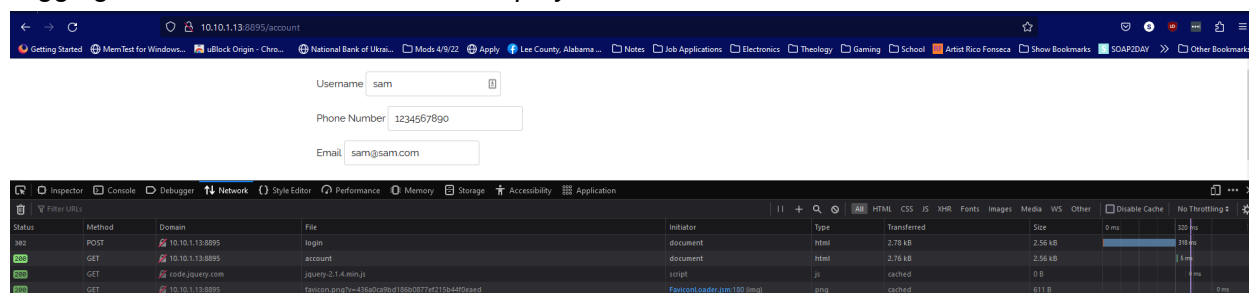 10.10.1.13:8895/account
Getting Started MemTest for Windows... uBlock Origin - Chro... National Bank of Ukrai... Mods 4/9/22 Apply Lee County, Alabama ... Notes Job Applications Electronics Theology Gaming School Artist Rico Fonseca Show Bookmarks SOAP2DAY Other Bookmarks
Username sam
Phone Number 1234567890
Email sam@sam.com
Inspector Console Debugger Network Style Editor Performance Memory Storage Accessibility Application
Filter URLs All HTML CSS JS XHR Fonts Images Media WS Other Disable Cache No Throttling
Status Method Domain File Initiator Type Transferred Size 0 ms 320 ms
302 POST 10.10.1.13:8895 login document html 2.78 kB 2.56 kB 318 ms
200 GET 10.10.1.13:8895 account document html 2.76 kB 2.56 kB 5 ms
200 GET code.jquery.com jquery-2.1.4.min.js script js cached 0 B 0 ms
200 GET 10.10.1.13:8895 favicon.png?v=436a0ca9bd186b0877ef215b44f0eaed FaviconLoader.jsm:180 (img) png cached 611 B 0 ms